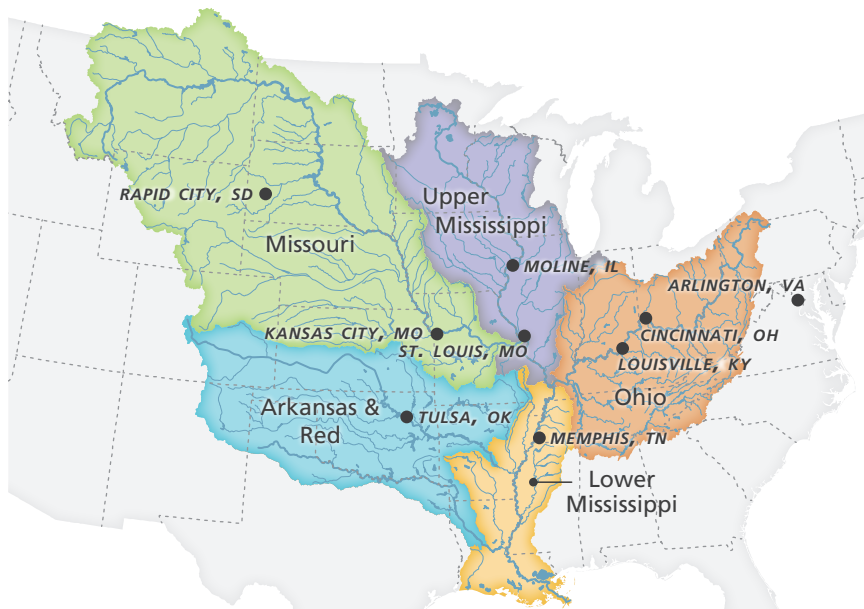 RAPID CITY, SD
Upper
Mississippi
Missouri
MOLINE, IL
ARLINGTON, VA
KANSAS CITY, MO
ST. LOUIS, MO
CINCINNATI, OH
LOUISVILLE, KY
Ohio
Arkansas &
Red
TULSA, OK
MEMPHIS, TN
Lower
Mississippi